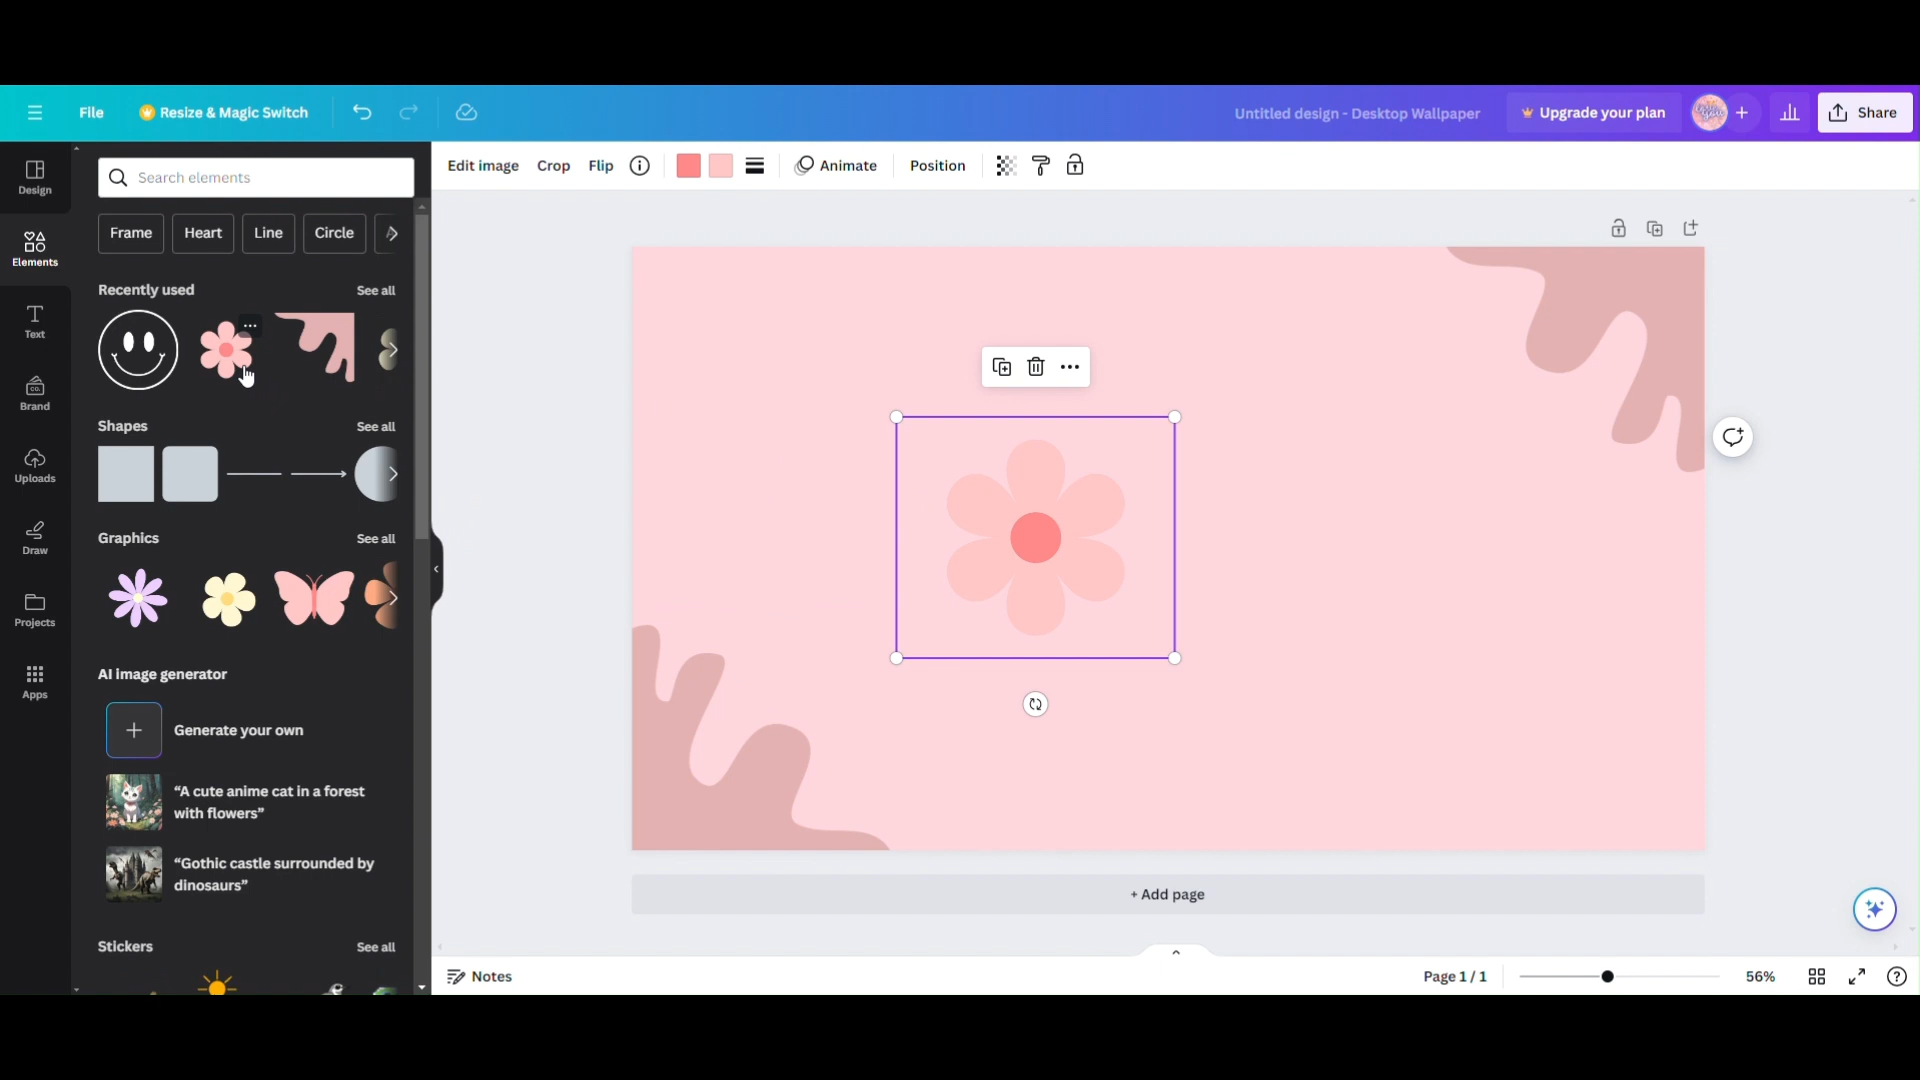 File
Resize & Magic Switch
Untitled design - Desktop Wallpaper
Upgrade your plan
Share
Design
Elements
Text
Brand
Uploads
Draw
Projects
Apps
Search elements
Frame
Heart
Line
Circle
Recently used
See all
Shapes
See all
Graphics
See all
AI image generator
Generate your own
“A cute anime cat in a forest
with flowers”
“Gothic castle surrounded by
dinosaurs”
Stickers
See all
Edit image
Crop
Flip
Animate
Position
+ Add page
Notes
Page 1 / 1
56%